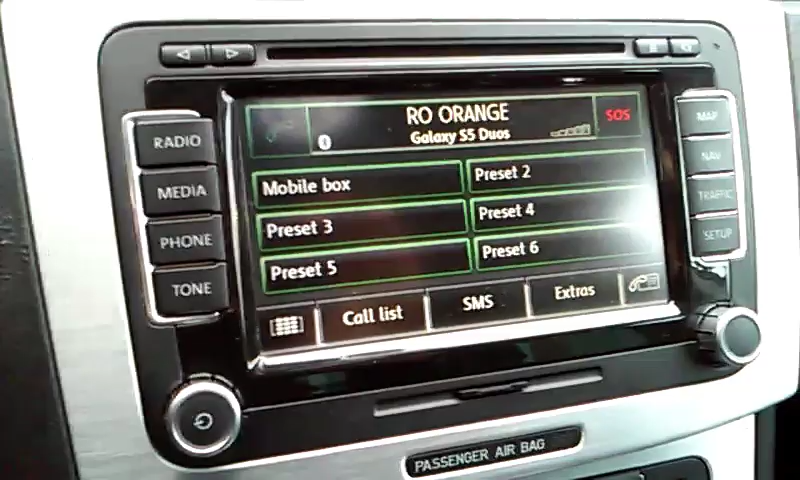 RO ORANGE
Galaxy S5 Duos
SOS
Mobile box
Preset 2
Preset 3
Preset 4
Preset 5
Preset 6
Call list
SMS
Extras
RADIO
MEDIA
PHONE
TONE
MAP
NAV
TRAFFIC
SETUP
PASSENGER AIR BAG